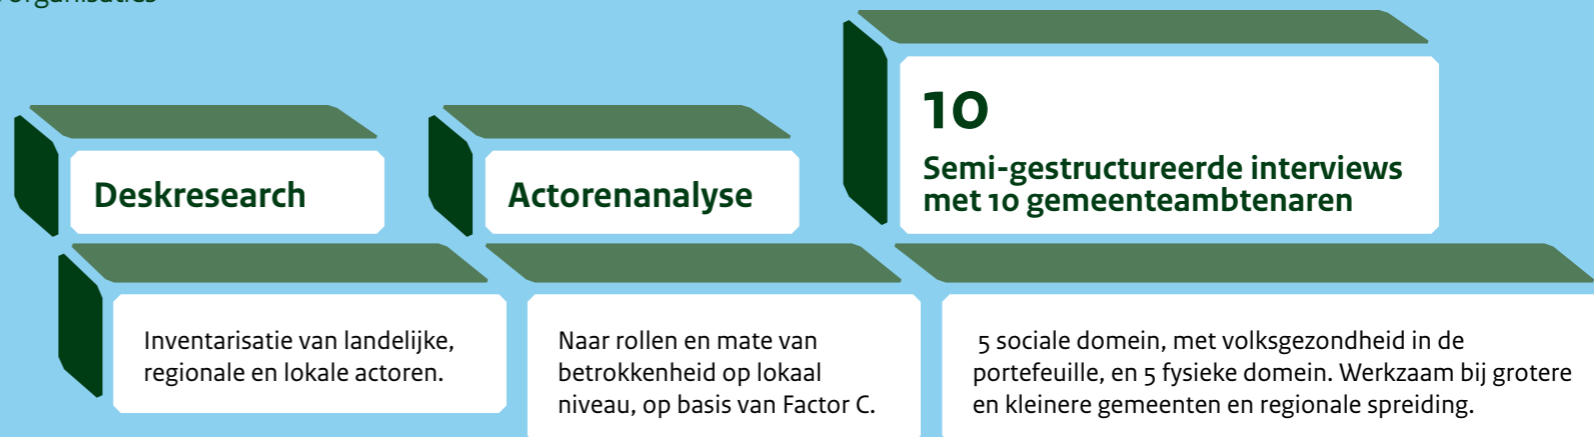 organisaties
Deskresearch
Actorenanalyse
10
Semi-gestructureerde interviews
met 10 gemeenteambtenaren
Inventarisatie van landelijke,
regionale en lokale actoren.
Naar rollen en mate van
betrokkenheid op lokaal
niveau, op basis van Factor C.
5 sociale domein, met volksgezondheid in de
portefeuille, en 5 fysieke domein. Werkzaam bij grotere
en kleinere gemeenten en regionale spreiding.